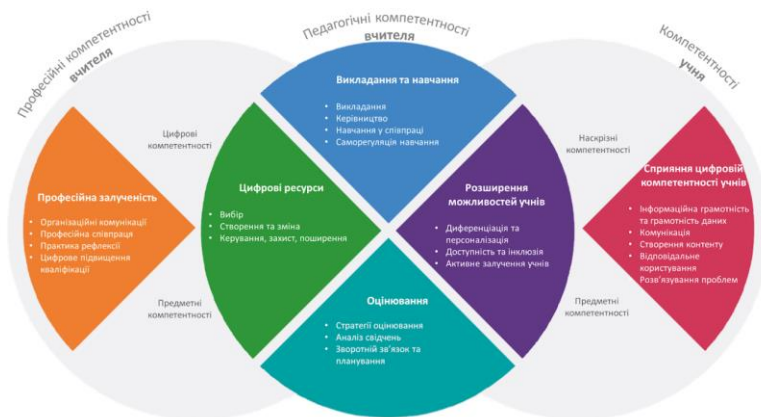 Професійні компетентності
вчителя
Педагогічні компетентності
вчителя
Компетентності
учня
Викладання та навчання
• Викладання
• Керівництво
• Навчання у співпраці
• Саморегуляція навчання
Цифрові
компетентності
Наскрізні
компетентності
Професійна залученість
• Організаційні комунікації
• Професійна співпраця
• Практика рефлексії
• Цифрове підвищення
кваліфікації
Цифрові ресурси
• Вибір
• Створення та зміна
• Керування, захист, поширення
Розширення
можливостей учнів
• Диференціація та
персоналізація
• Доступність та інклюзія
• Активне залучення учнів
Сприяння цифровій
компетентності учнів
• Інформаційна грамотність
та грамотність даних
• Комунікація
• Створення контенту
• Відповідальне
користування
Розв'язування проблем
Предметні
компетентності
Оцінювання
• Стратегії оцінювання
• Аналіз свідчень
• Зворотній зв'язок та
планування
Предметні
компетентності